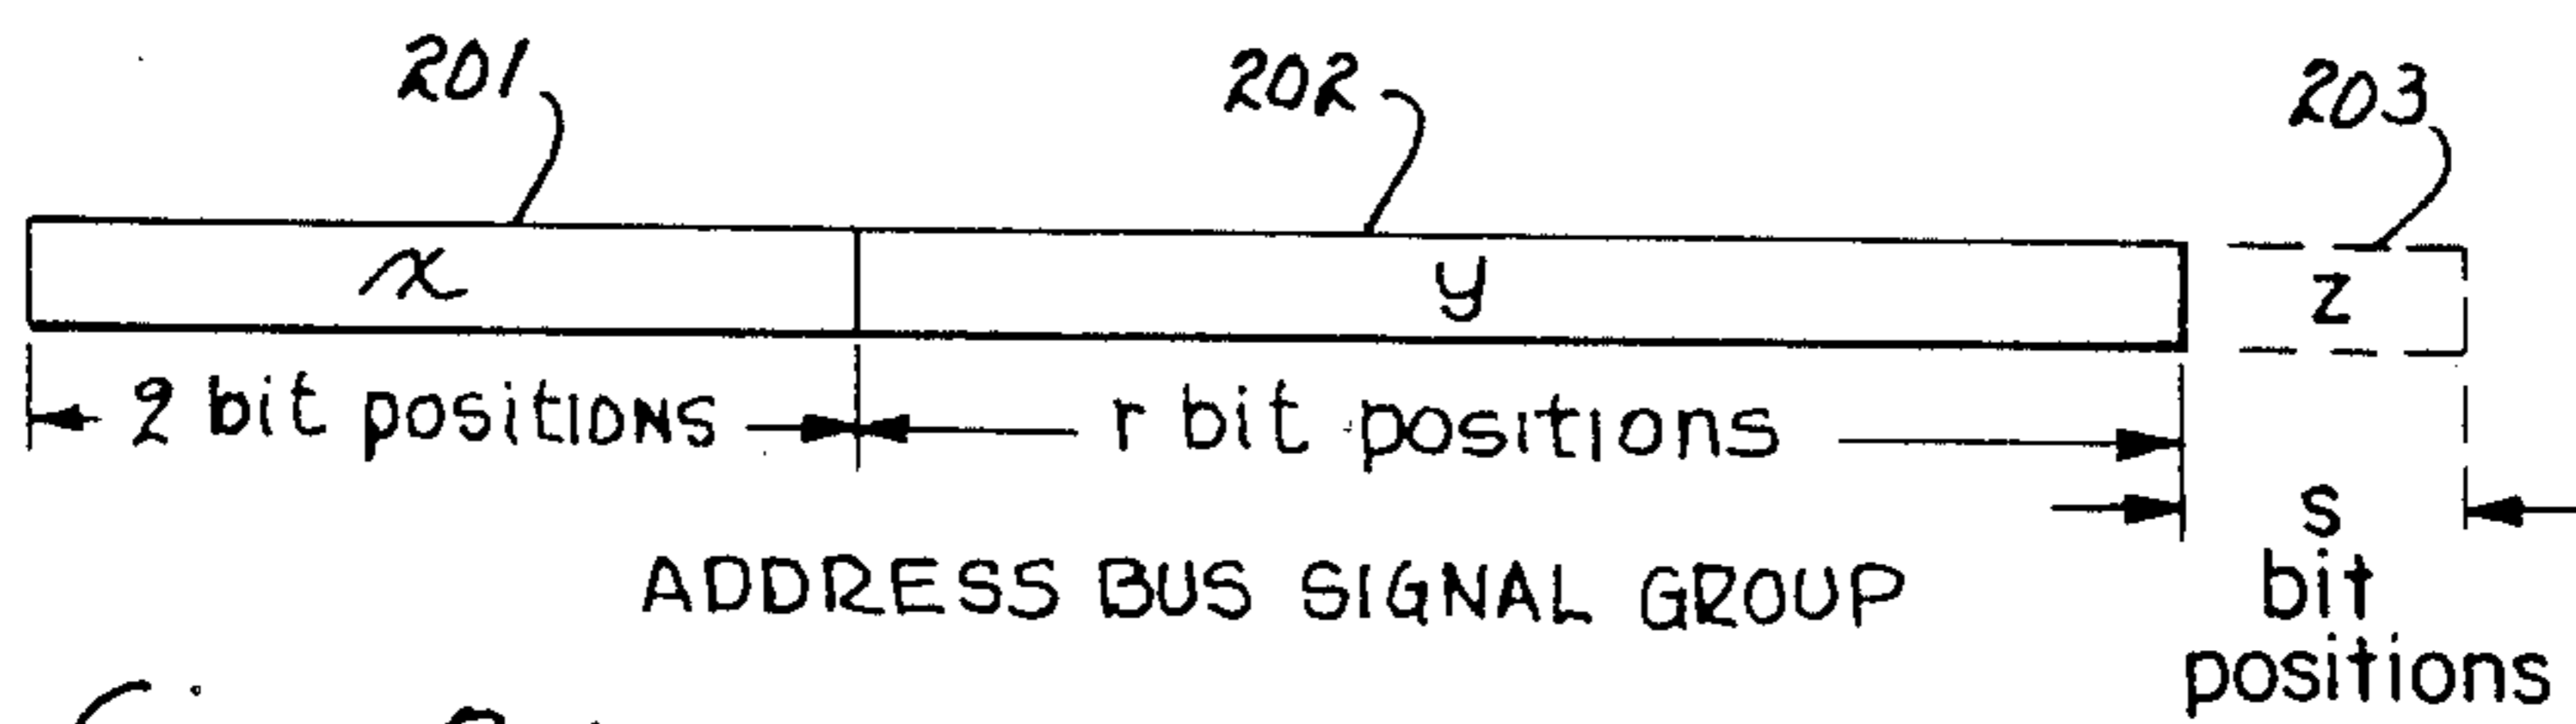 201 202 203
x y z
2 bit positions r bit positions
s
bit
positions
ADDRESS BUS SIGNAL GROUP